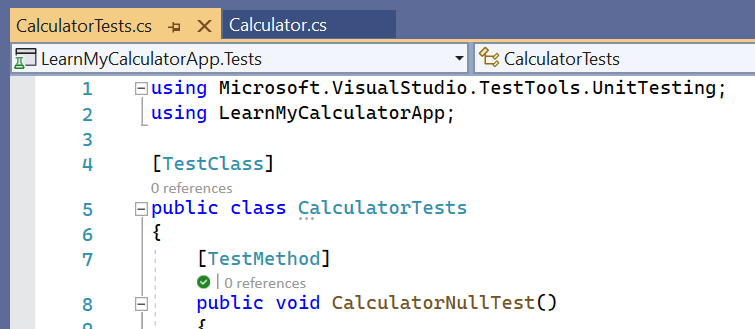 CalculatorTests.cs Calculator.cs
LearnMyCalculatorApp.Tests CalculatorTests
1 using Microsoft.VisualStudio.TestTools.UnitTesting;
2 using LearnMyCalculatorApp;
3
4 [TestClass]
0 references
5 public class CalculatorTests
6 {
7 [TestMethod]
| 0 references
8 public void CalculatorNullTest()
{